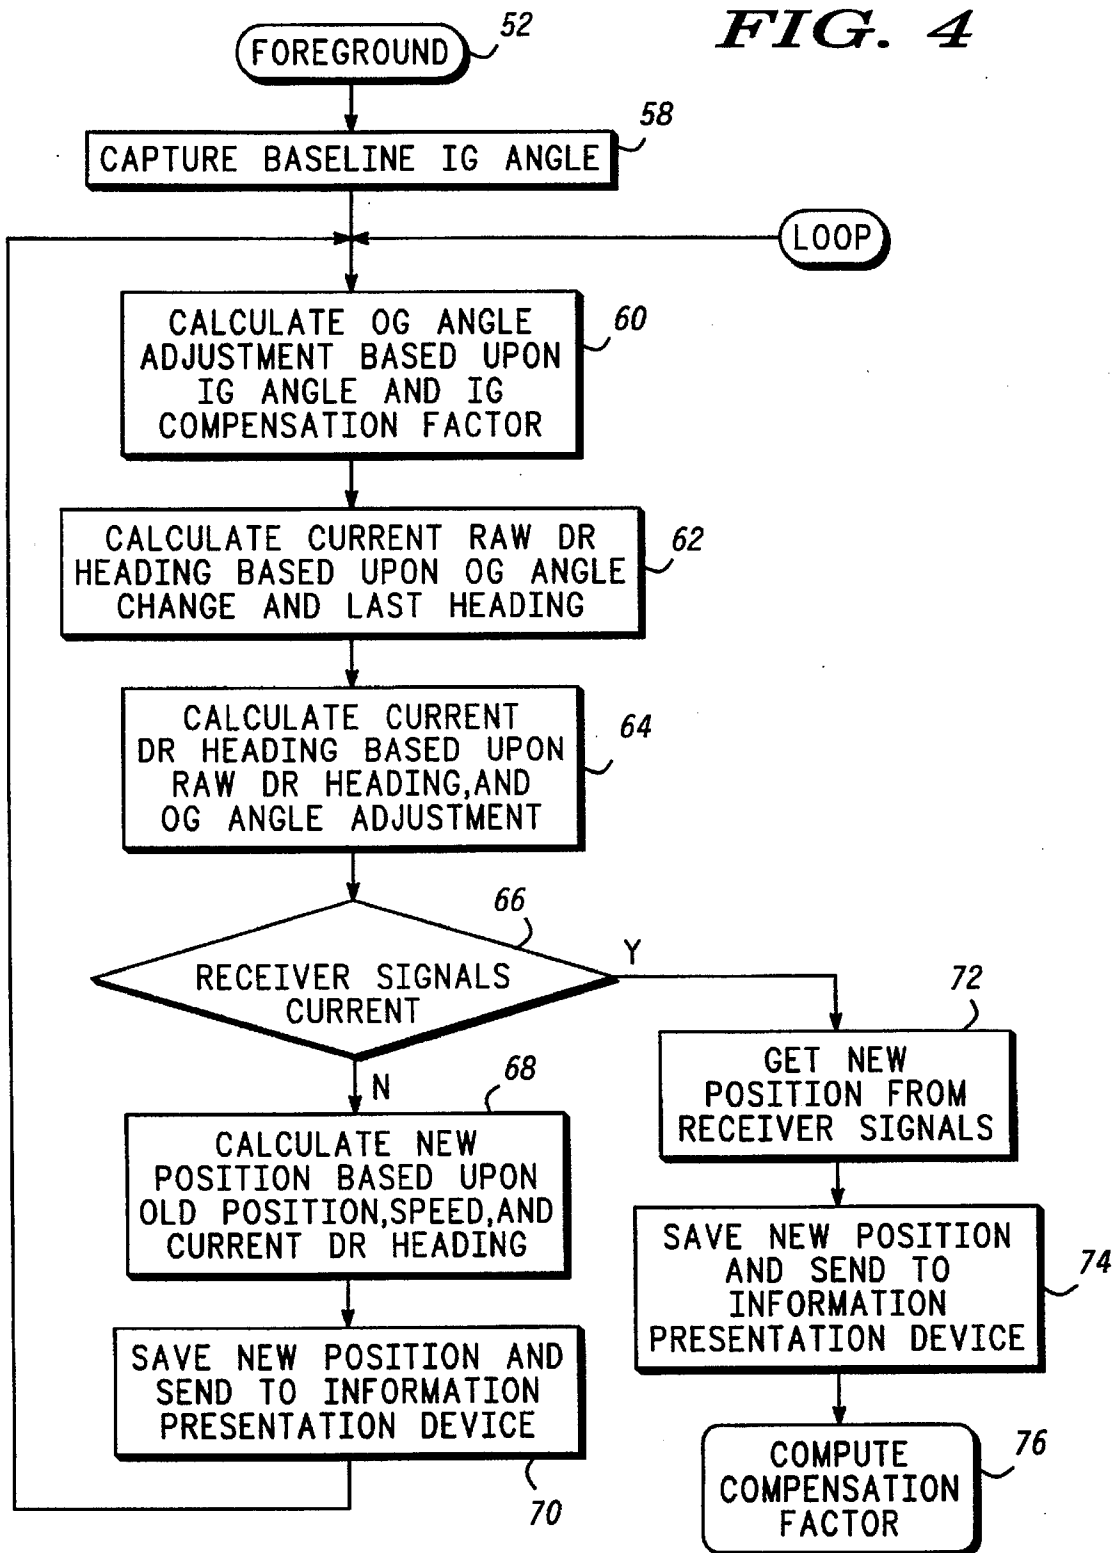 FIG. 4
FOREGROUND
52
CAPTURE BASELINE IG ANGLE
58
LOOP
CALCULATE OG ANGLE
ADJUSTMENT BASED UPON
IG ANGLE AND IG
COMPENSATION FACTOR
60
CALCULATE CURRENT RAW DR
HEADING BASED UPON OG ANGLE
CHANGE AND LAST HEADING
62
CALCULATE CURRENT
DR HEADING BASED UPON
RAW DR HEADING,AND
OG ANGLE ADJUSTMENT
64
RECEIVER SIGNALS
CURRENT
66
Y
N
CALCULATE NEW
POSITION BASED UPON
OLD POSITION,SPEED,AND
CURRENT DR HEADING
68
SAVE NEW POSITION AND
SEND TO INFORMATION
PRESENTATION DEVICE
70
GET NEW
POSITION FROM
RECEIVER SIGNALS
72
SAVE NEW POSITION
AND SEND TO
INFORMATION
PRESENTATION DEVICE
74
COMPUTE
COMPENSATION
FACTOR
76